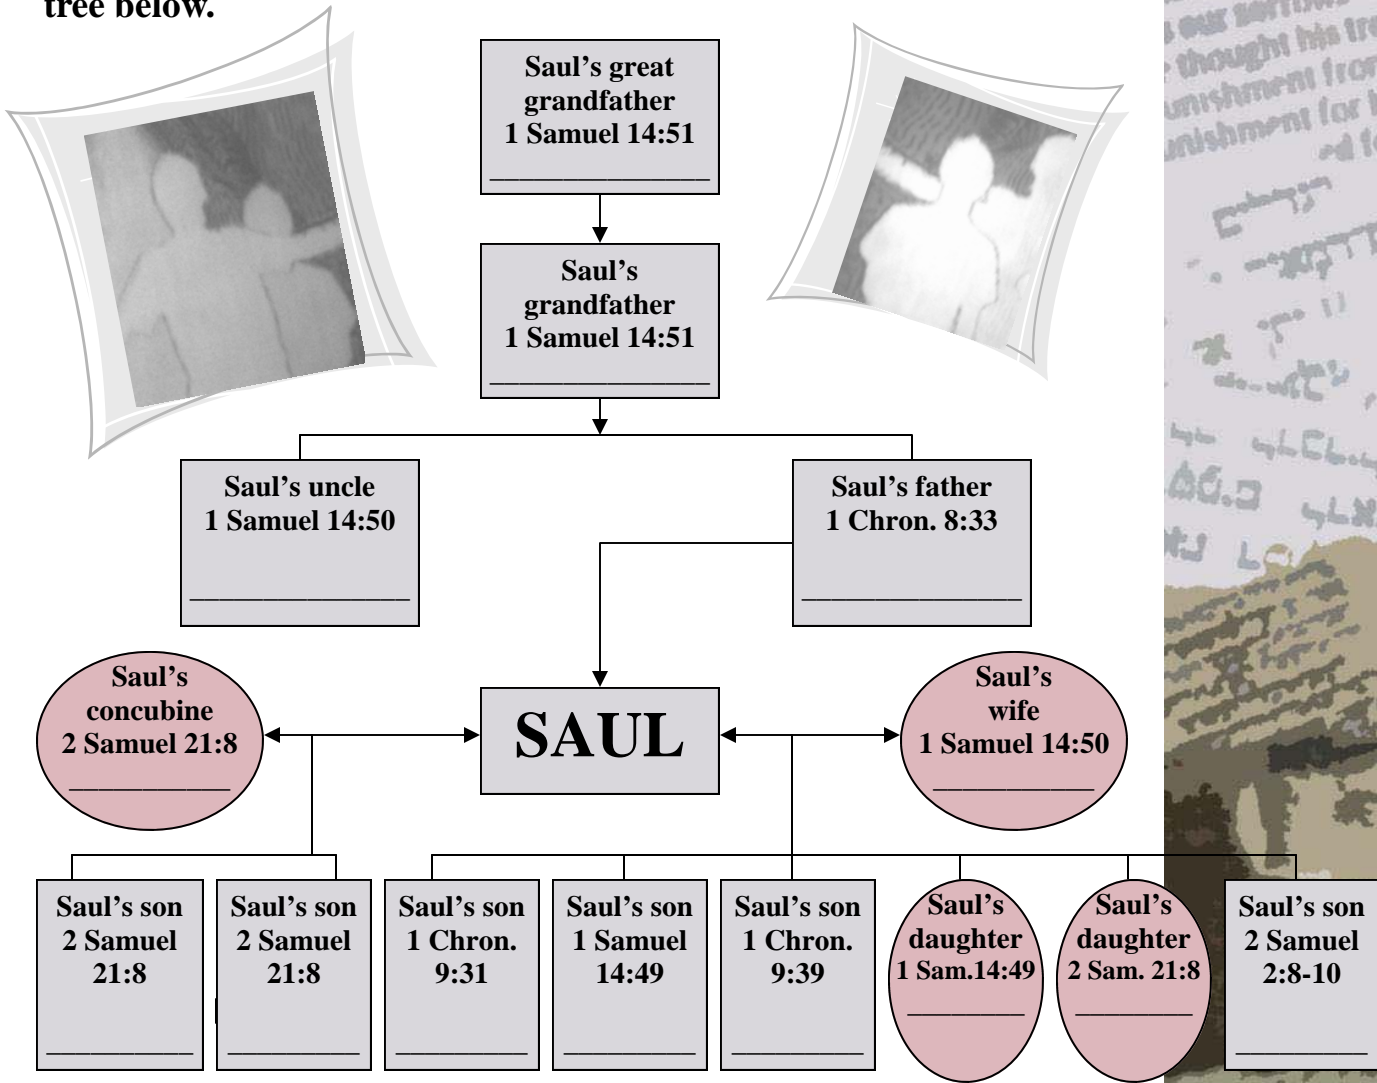 tree below.
Saul's great
grandfather
1 Samuel 14:51
Saul's
grandfather
1 Samuel 14:51
Saul's uncle
1 Samuel 14:50
Saul's father
1 Chron. 8:33
Saul's
concubine
2 Samuel 21:8
SAUL
Saul's
wife
1 Samuel 14:50
Saul's son
2 Samuel
21:8
Saul's son
2 Samuel
21:8
Saul's son
1 Chron.
9:31
Saul's son
1 Samuel
14:49
Saul's son
1 Chron.
9:39
Saul's
daughter
1 Sam.14:49
Saul's
daughter
2 Sam. 21:8
Saul's son
2 Samuel
2:8-10
our sorrows
thought his
punishment from
unishment for